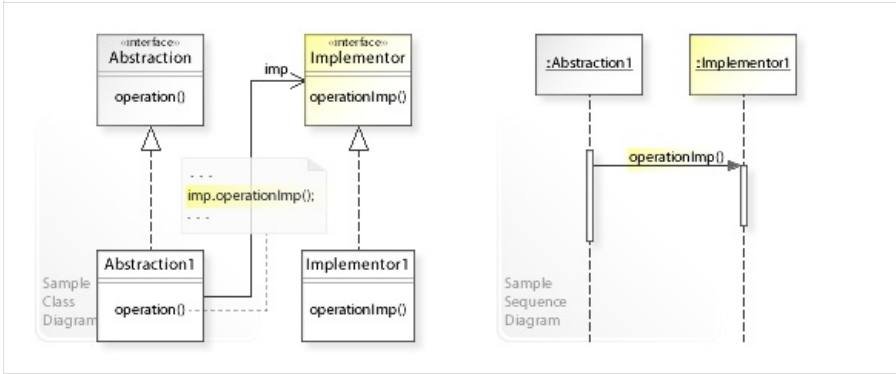 «interface»
Abstraction
operation()
imp
«interface»
Implementor
operationImp()
. . .
imp.operationImp();
. . .
Abstraction1
operation()
Implementor1
operationImp()
Sample
Class
Diagram
:Abstraction1
:Implementor1
operationImp()
Sample
Sequence
Diagram